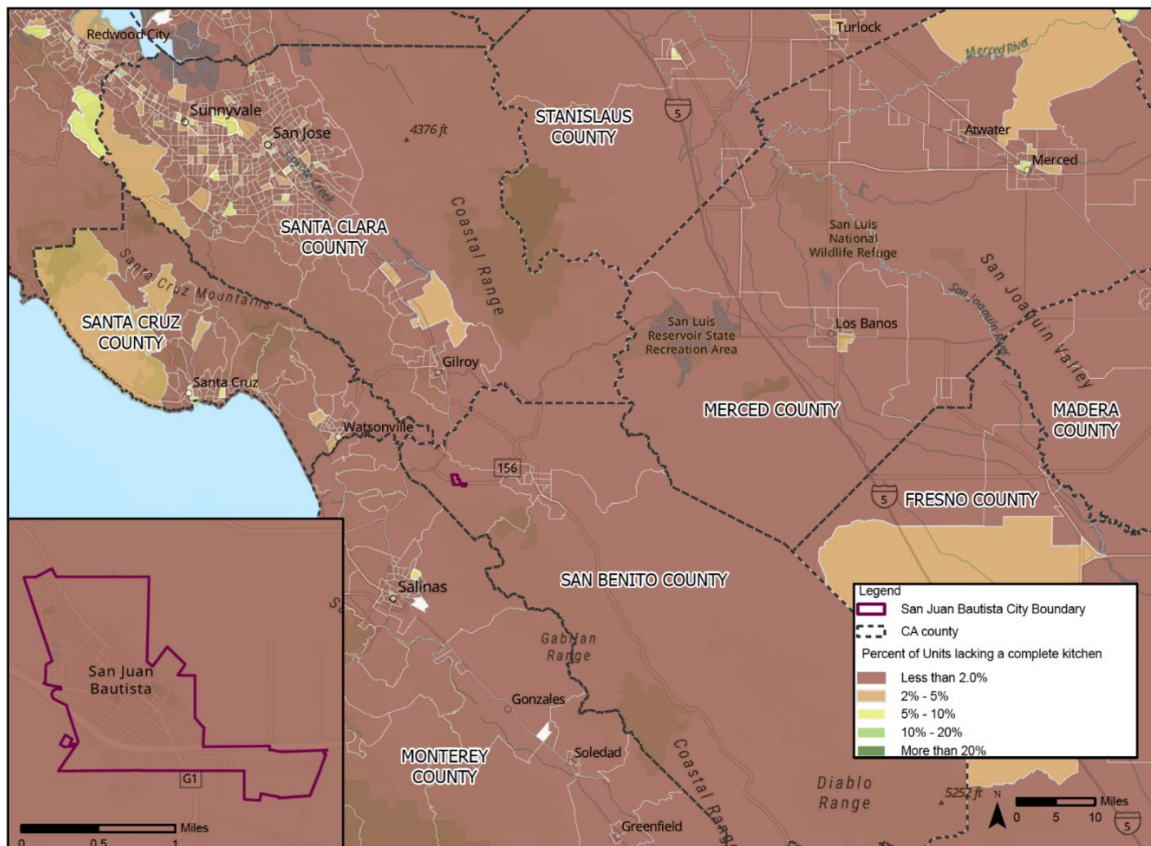 Redwood City
Sunnyvale
San Jose
4376 ft
Coyote Creek
SANTA CLARA
COUNTY
Coastal Range
STANISLAUS
COUNTY
5
Turlock
Merced River
Atwater
Merced
San Luis
National
Wildlife Refuge
San Joaquin River
San Joaquin Valley
Santa Cruz Mountains
SANTA CRUZ
COUNTY
Santa Cruz
Gilroy
Watsonville
San Luis
Reservoir State
Recreation Area
Los Banos
MERCED COUNTY
MADERA
COUNTY
156
5
FRESNO COUNTY
Salinas
SAN BENITO COUNTY
Gabilan
Range
Gonzales
Soledad
MONTEREY
COUNTY
Coastal Range
Greenfield
Diablo
Range
5252 ft
N
0 5 10 Miles
5
Legend
San Juan Bautista City Boundary
CA county
Percent of Units lacking a complete kitchen
Less than 2.0%
2% - 5%
5% - 10%
10% - 20%
More than 20%
San Juan
Bautista
G1
0 0.5 1 Miles